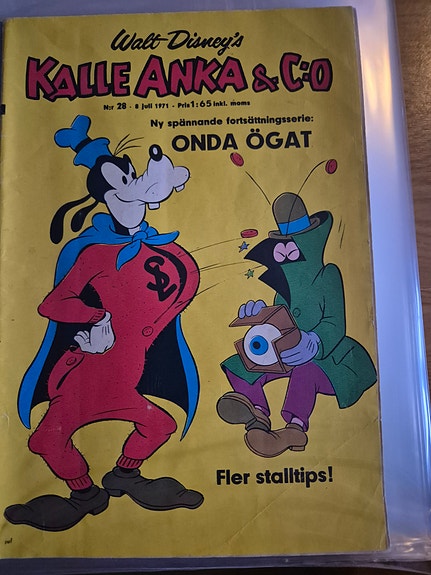 Walt Disney's
KALLE ANKA & C:O
N:r 28 · 8 juli 1971 · Pris 1:65 inkl. moms
Ny spännande fortsättningsserie:
ONDA ÖGAT
SL
Fler stalltips!